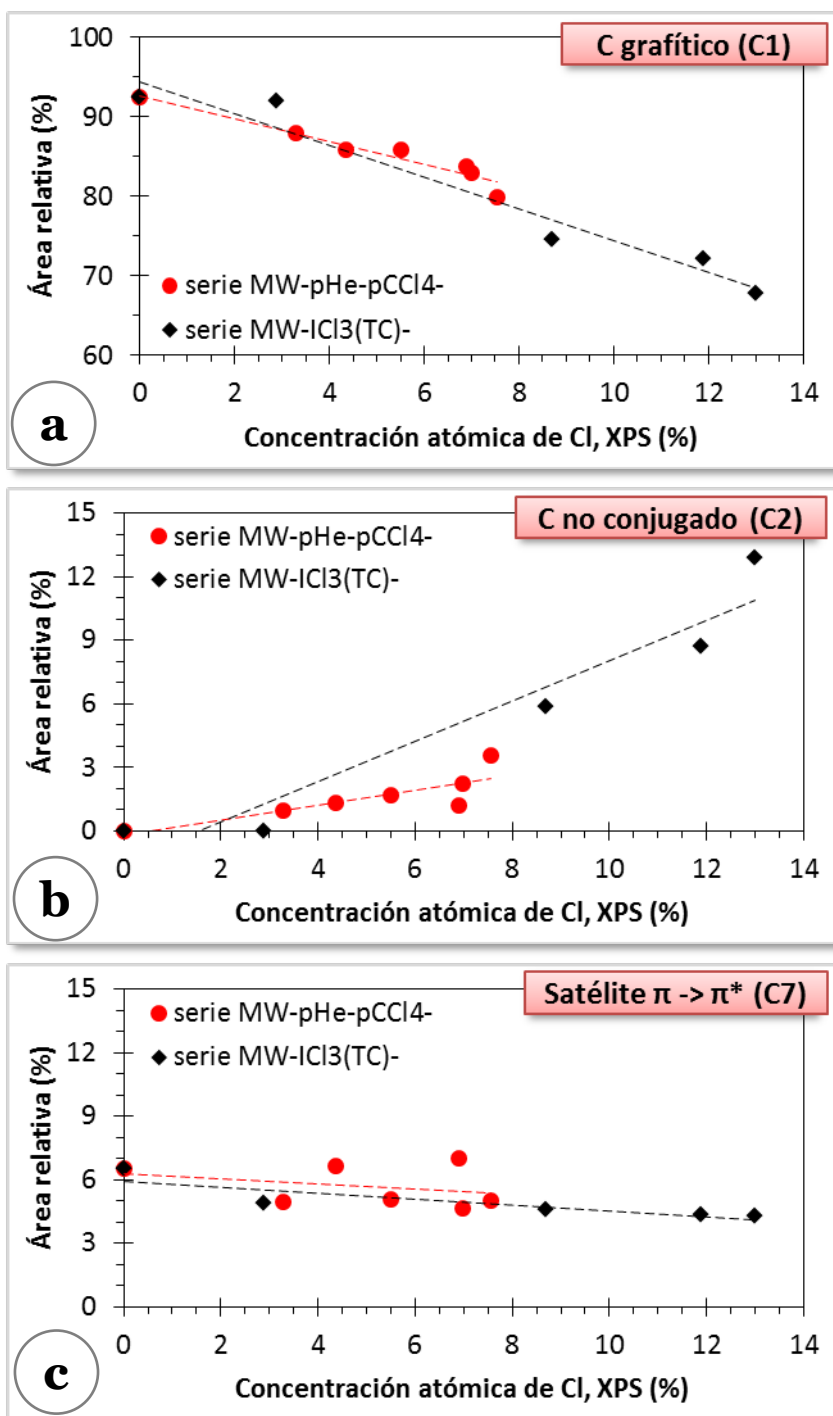 C grafítico (C1)
100
90
80
70
60
Área relativa (%)
serie MW-pHe-pCCl4-
serie MW-ICl3(TC)-
0 2 4 6 8 10 12 14
Concentración atómica de Cl, XPS (%)
a
C no conjugado (C2)
15
12
9
6
3
0
Área relativa (%)
serie MW-pHe-pCCl4-
serie MW-ICl3(TC)-
0 2 4 6 8 10 12 14
Concentración atómica de Cl, XPS (%)
b
Satélite π -> π* (C7)
15
12
9
6
3
0
Área relativa (%)
serie MW-pHe-pCCl4-
serie MW-ICl3(TC)-
0 2 4 6 8 10 12 14
Concentración atómica de Cl, XPS (%)
c